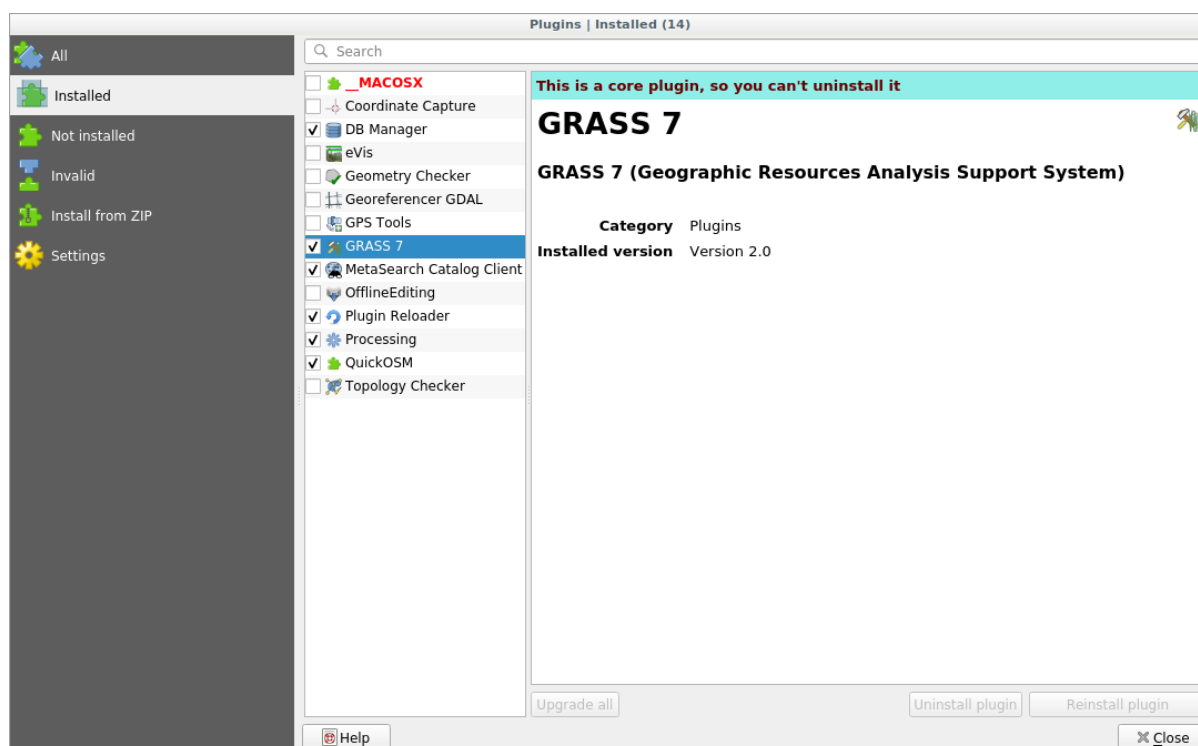 Plugins | Installed (14)
All
Installed
Not installed
Invalid
Install from ZIP
Settings
Search
__MACOSX
Coordinate Capture
DB Manager
eVis
Geometry Checker
Georeferencer GDAL
GPS Tools
GRASS 7
MetaSearch Catalog Client
OfflineEditing
Plugin Reloader
Processing
QuickOSM
Topology Checker
This is a core plugin, so you can't uninstall it
GRASS 7
GRASS 7 (Geographic Resources Analysis Support System)
Category Plugins
Installed version Version 2.0
Upgrade all
Uninstall plugin
Reinstall plugin
Help
Close